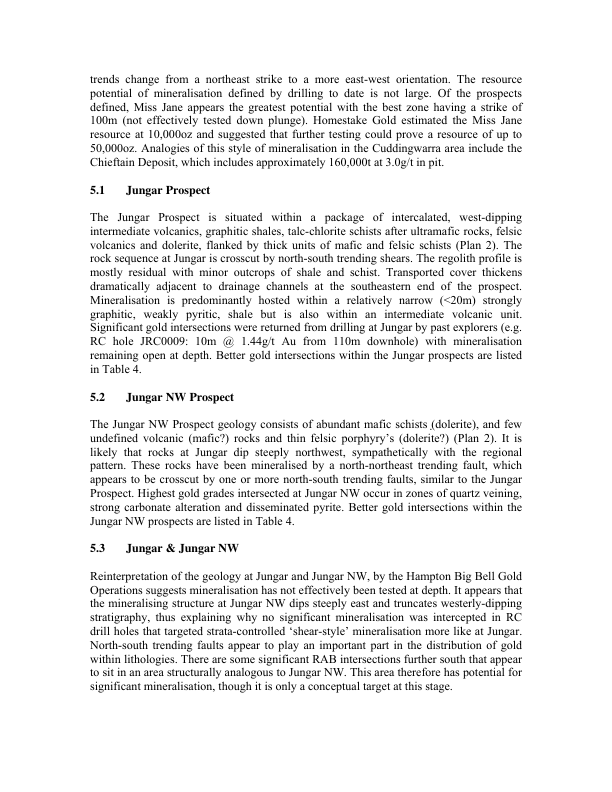 trends change from a northeast strike to a more east-west orientation. The resource
potential of mineralisation defined by drilling to date is not large. Of the prospects
defined, Miss Jane appears the greatest potential with the best zone having a strike of
100m (not effectively tested down plunge). Homestake Gold estimated the Miss Jane
resource at 10,000oz and suggested that further testing could prove a resource of up to
50,000oz. Analogies of this style of mineralisation in the Cuddingwarra area include the
Chieftain Deposit, which includes approximately 160,000t at 3.0g/t in pit.
5.1 Jungar Prospect
The Jungar Prospect is situated within a package of intercalated, west-dipping
intermediate volcanics, graphitic shales, talc-chlorite schists after ultramafic rocks, felsic
volcanics and dolerite, flanked by thick units of mafic and felsic schists (Plan 2). The
rock sequence at Jungar is crosscut by north-south trending shears. The regolith profile is
mostly residual with minor outcrops of shale and schist. Transported cover thickens
dramatically adjacent to drainage channels at the southeastern end of the prospect.
Mineralisation is predominantly hosted within a relatively narrow (<20m) strongly
graphitic, weakly pyritic, shale but is also within an intermediate volcanic unit.
Significant gold intersections were returned from drilling at Jungar by past explorers (e.g.
RC hole JRC0009: 10m @ 1.44g/t Au from 110m downhole) with mineralisation
remaining open at depth. Better gold intersections within the Jungar prospects are listed
in Table 4.
5.2 Jungar NW Prospect
The Jungar NW Prospect geology consists of abundant mafic schists (dolerite), and few
undefined volcanic (mafic?) rocks and thin felsic porphyry's (dolerite?) (Plan 2). It is
likely that rocks at Jungar dip steeply northwest, sympathetically with the regional
pattern. These rocks have been mineralised by a north-northeast trending fault, which
appears to be crosscut by one or more north-south trending faults, similar to the Jungar
Prospect. Highest gold grades intersected at Jungar NW occur in zones of quartz veining,
strong carbonate alteration and disseminated pyrite. Better gold intersections within the
Jungar NW prospects are listed in Table 4.
5.3 Jungar & Jungar NW
Reinterpretation of the geology at Jungar and Jungar NW, by the Hampton Big Bell Gold
Operations suggests mineralisation has not effectively been tested at depth. It appears that
the mineralising structure at Jungar NW dips steeply east and truncates westerly-dipping
stratigraphy, thus explaining why no significant mineralisation was intercepted in RC
drill holes that targeted strata-controlled 'shear-style' mineralisation more like at Jungar.
North-south trending faults appear to play an important part in the distribution of gold
within lithologies. There are some significant RAB intersections further south that appear
to sit in an area structurally analogous to Jungar NW. This area therefore has potential for
significant mineralisation, though it is only a conceptual target at this stage.